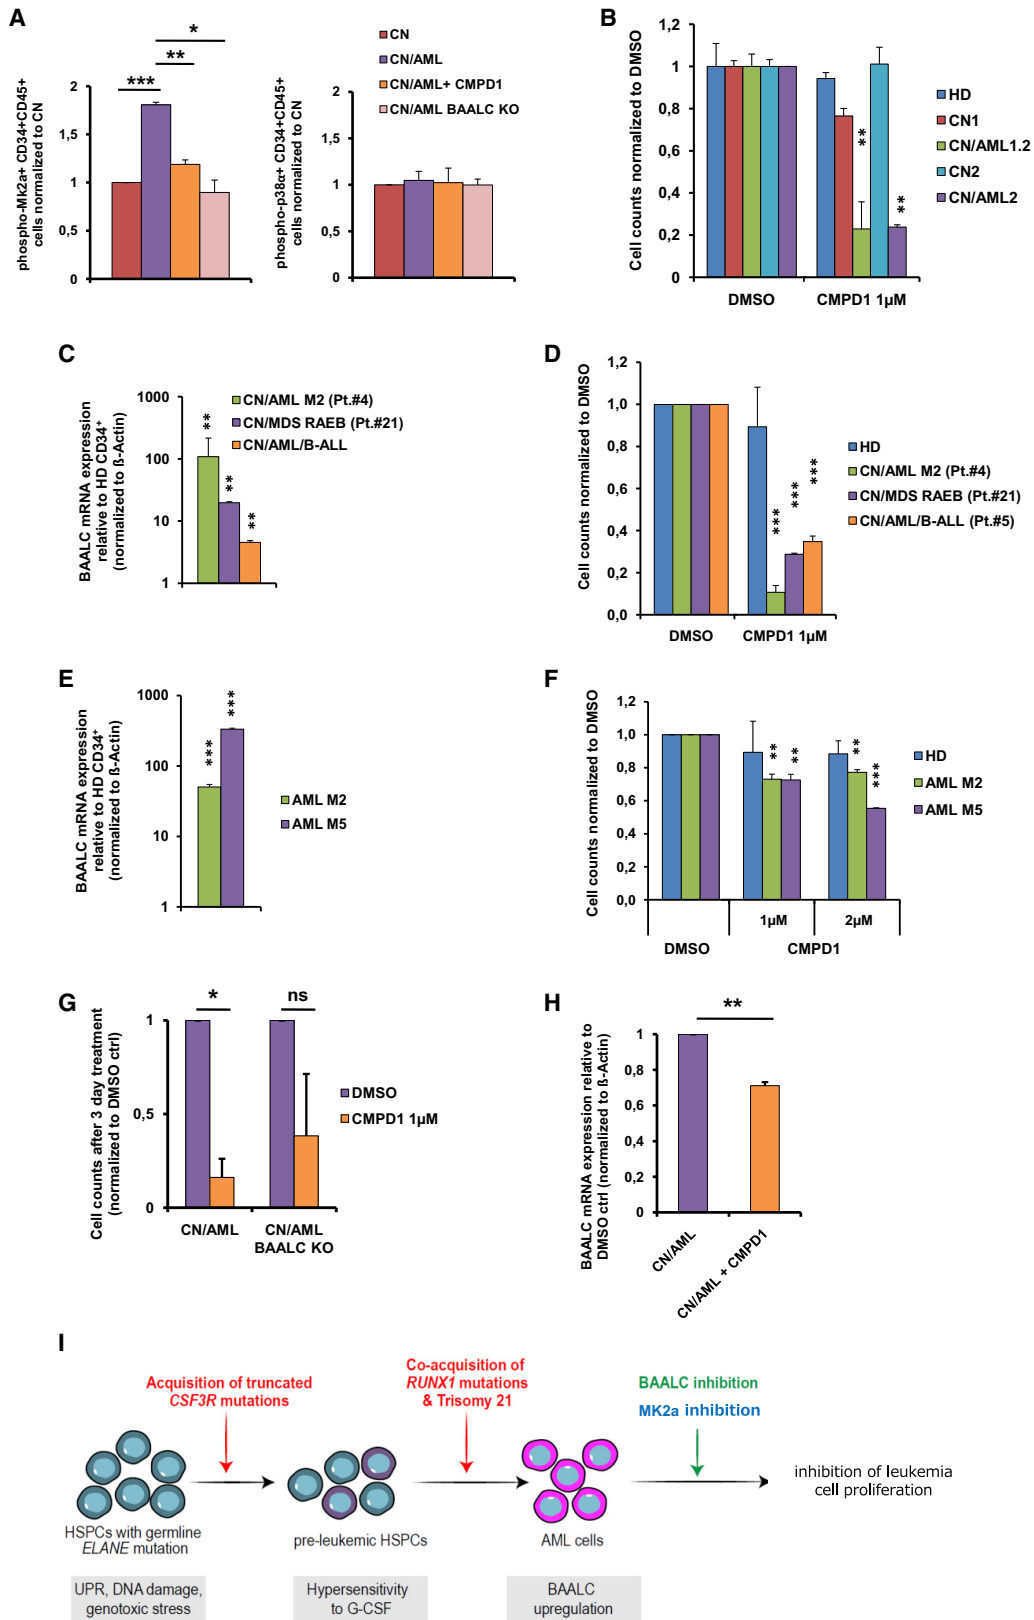 A
phospho-Mk2a+ CD34+CD45+
cells normalized to CN
2
1,5
1
0,5
0
***
**
*
phospho-p38α+ CD34+CD45+
cells normalized to CN
2
1,5
1
0,5
0
CN
CN/AML
CN/AML+ CMPD1
CN/AML BAALC KO
B
Cell counts normalized to DMSO
1,2
1
0,8
0,6
0,4
0,2
0
**
**
DMSO
CMPD1 1µM
HD
CN1
CN/AML1.2
CN2
CN/AML2
C
BAALC mRNA expression
relative to HD CD34+
(normalized to ß-Actin)
1000
100
10
1
**
**
**
CN/AML M2 (Pt.#4)
CN/MDS RAEB (Pt.#21)
CN/AML/B-ALL
D
Cell counts normalized to DMSO
1,2
1,0
0,8
0,6
0,4
0,2
0,0
***
***
***
DMSO
CMPD1 1µM
HD
CN/AML M2 (Pt.#4)
CN/MDS RAEB (Pt.#21)
CN/AML/B-ALL (Pt.#5)
E
BAALC mRNA expression
relative to HD CD34+
(normalized to ß-Actin)
1000
100
10
1
***
***
AML M2
AML M5
F
Cell counts normalized to DMSO
1,2
1,0
0,8
0,6
0,4
0,2
0,0
**
**
**
***
1µM
2µM
DMSO
CMPD1
HD
AML M2
AML M5
G
Cell counts after 3 day treatment
(normalized to DMSO ctrl)
1
0,5
0
*
ns
CN/AML
CN/AML
BAALC KO
DMSO
CMPD1 1µM
H
BAALC mRNA expression relative to
DMSO ctrl (normalized to ß-Actin)
1
0,8
0,6
0,4
0,2
0
**
CN/AML
CN/AML + CMPD1
I
Acquisition of truncated
CSF3R mutations
Co-acquisition of
RUNX1 mutations
& Trisomy 21
BAALC inhibition
MK2a inhibition
HSPCs with germline
ELANE mutation
pre-leukemic HSPCs
AML cells
inhibition of leukemia
cell proliferation
UPR, DNA damage,
genotoxic stress
Hypersensitivity
to G-CSF
BAALC
upregulation